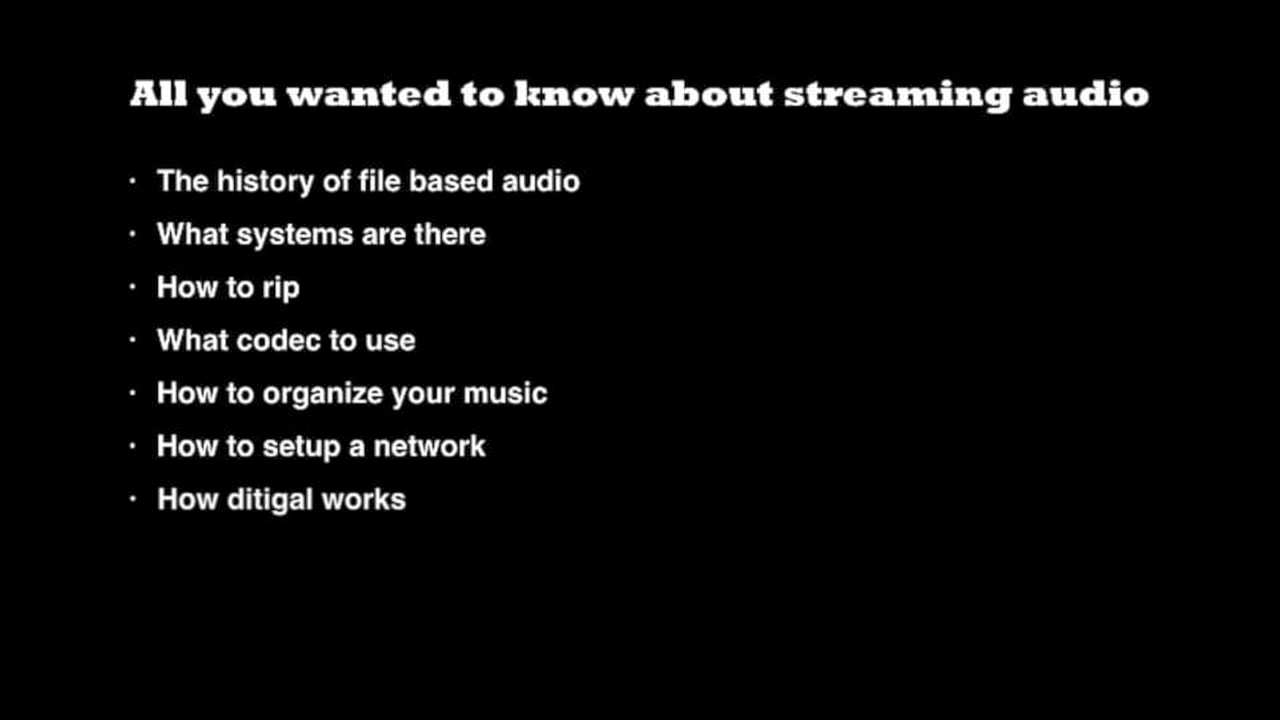 All you wanted to know about streaming audio
· The history of file based audio
· What systems are there
· How to rip
· What codec to use
· How to organize your music
· How to setup a network
· How ditigal works